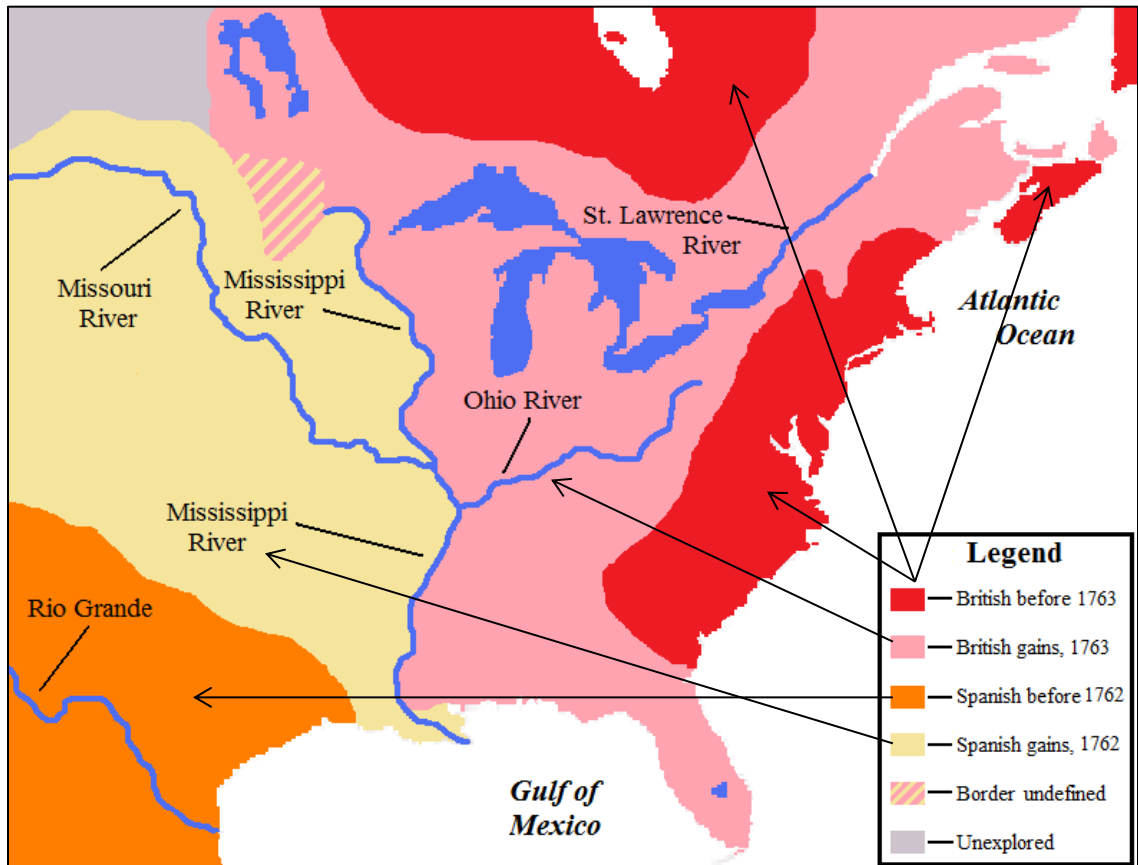 St. Lawrence
River
Missouri
River
Mississippi
River
Atlantic
Ocean
Ohio River
Mississippi
River
Rio Grande
Gulf of
Mexico
Legend
British before 1763
British gains, 1763
Spanish before 1762
Spanish gains, 1762
Border undefined
Unexplored